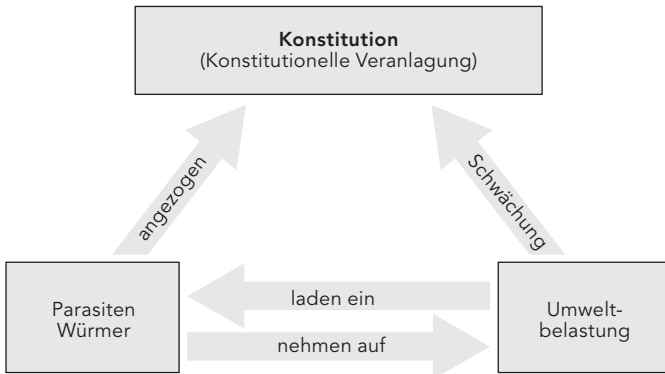 Konstitution
(Konstitutionelle Veranlagung)
angezogen
Schwächung
Parasiten
Würmer
laden ein
nehmen auf
Umwelt-
belastung